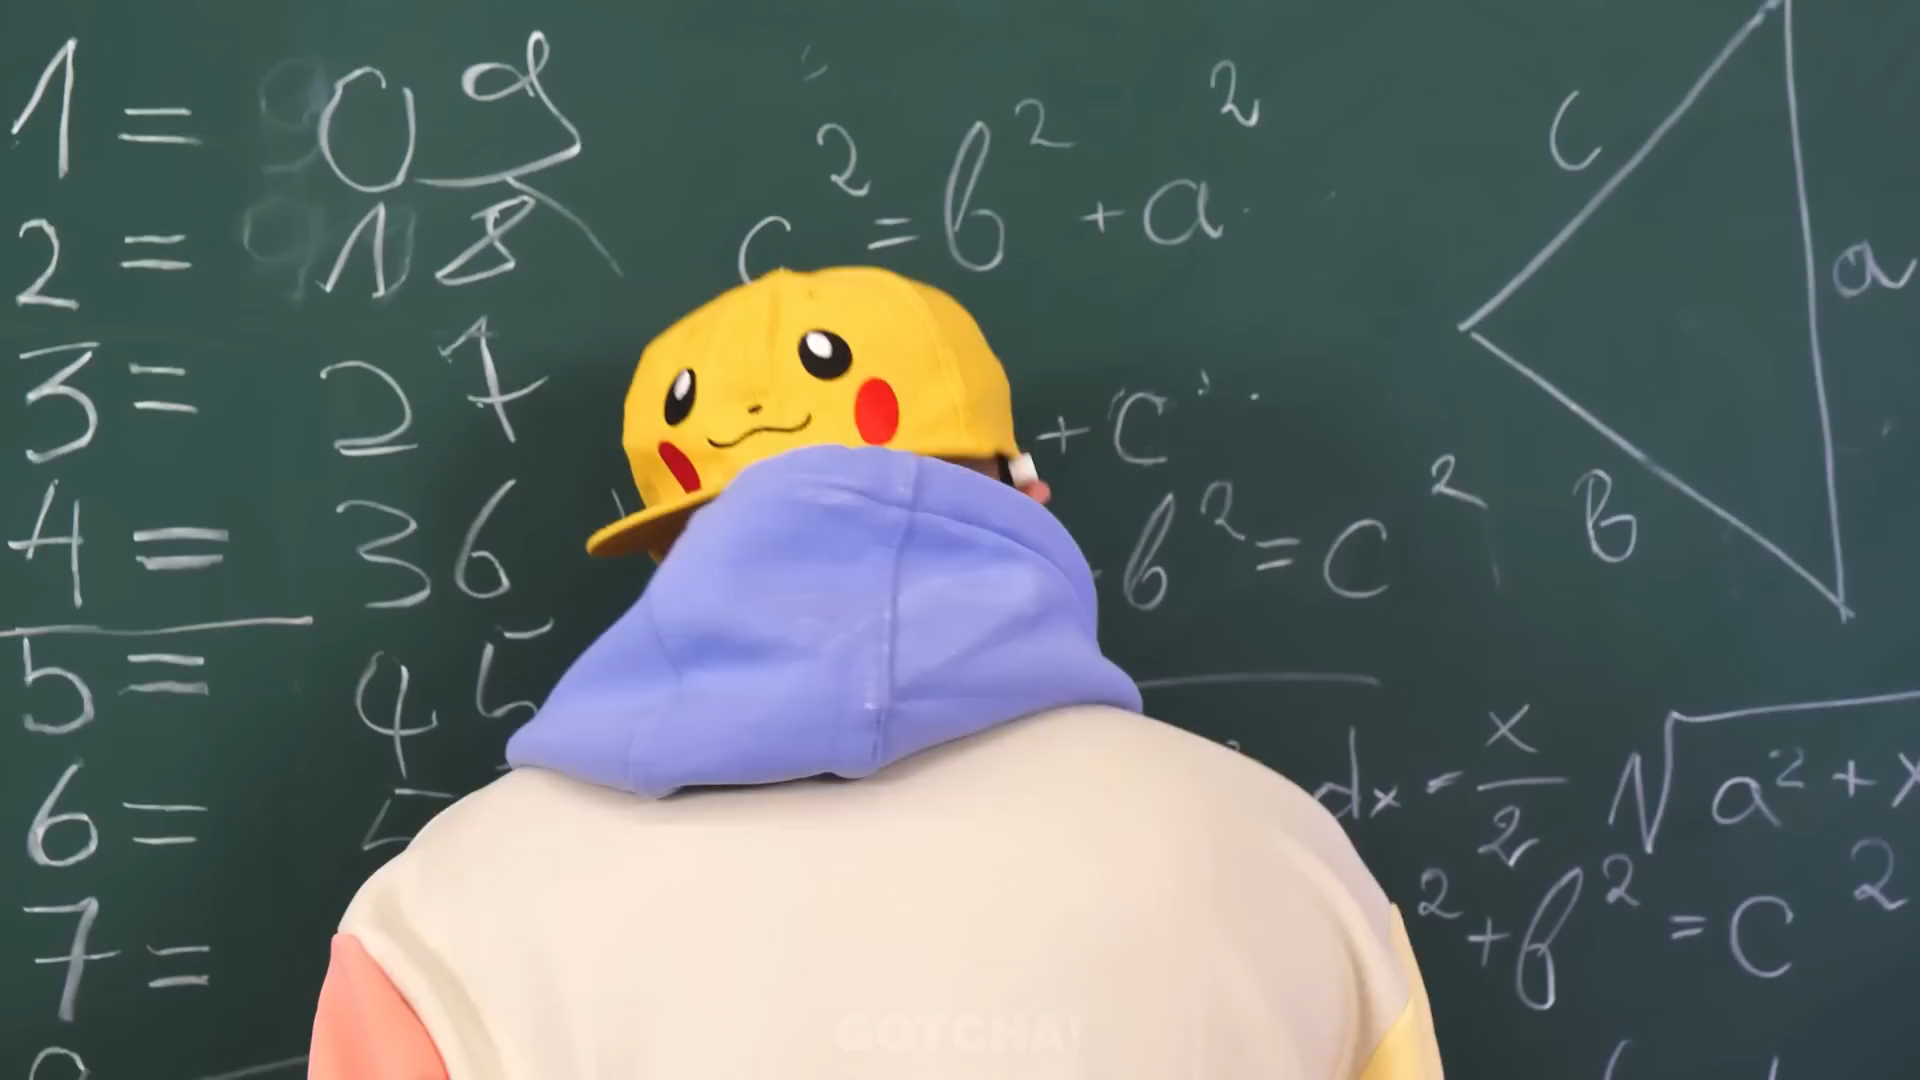 1 = 09
2 = 18
3 = 27
4 = 36
5 = 45
6 = 5
7 =
c² = b² + a²
+ c
b² = c²
dx = x/2 √a² + x
² + b² = c²
c
a
b
GOTCHA!